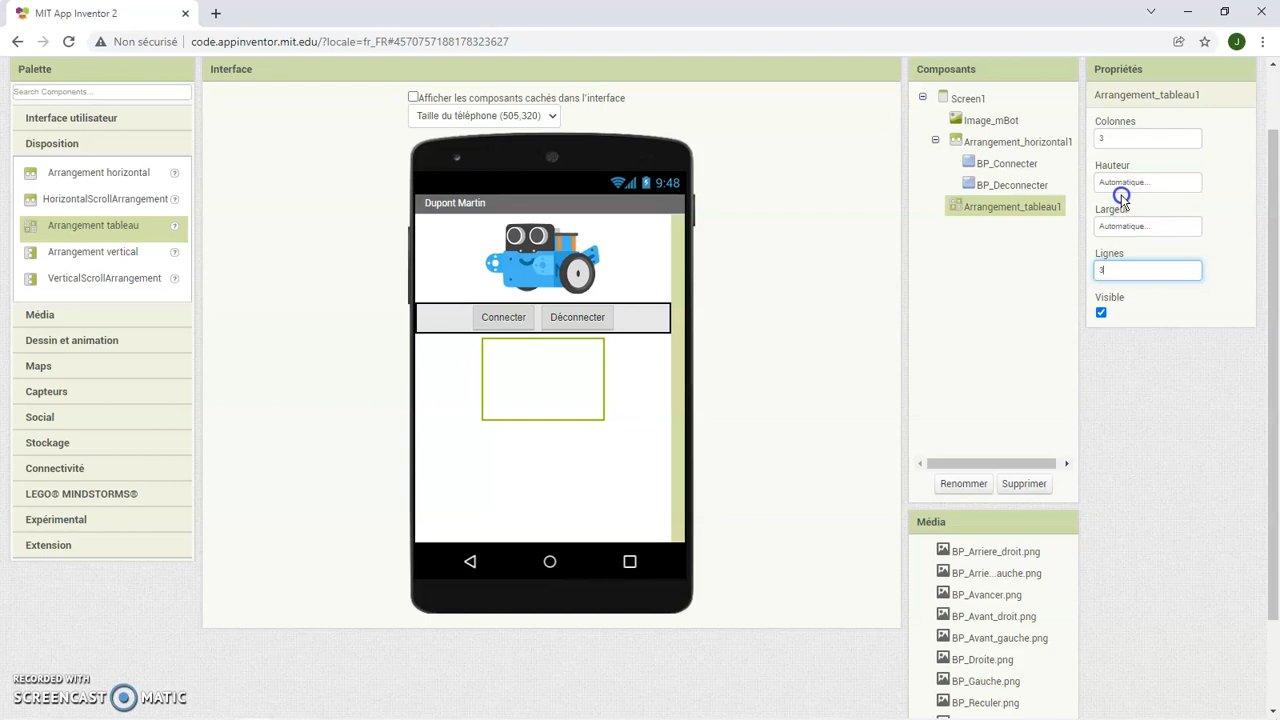 MIT App Inventor 2
Non sécurisé
code.appinventor.mit.edu/?locale=fr_FR#4570757188178323627
J
Palette
Search Components...
Interface utilisateur
Disposition
Arrangement horizontal
HorizontalScrollArrangement
Arrangement tableau
Arrangement vertical
VerticalScrollArrangement
Média
Dessin et animation
Maps
Capteurs
Social
Stockage
Connectivité
LEGO® MINDSTORMS®
Expérimental
Extension
Interface
Afficher les composants cachés dans l'interface
Taille du téléphone (505,320)
9:48
Dupont Martin
Connecter
Déconnecter
Composants
Screen1
Image_mBot
Arrangement_horizontal1
BP_Connecter
BP_Deconnecter
Arrangement_tableau1
Renommer
Supprimer
Média
BP_Arriere_droit.png
BP_Arrie...auche.png
BP_Avancer.png
BP_Avant_droit.png
BP_Avant_gauche.png
BP_Droite.png
BP_Gauche.png
BP_Reculer.png
Propriétés
Arrangement_tableau1
Colonnes
3
Hauteur
Automatique...
Largeur
Automatique...
Lignes
3
Visible
RECORDED WITH
SCREENCAST MATIC